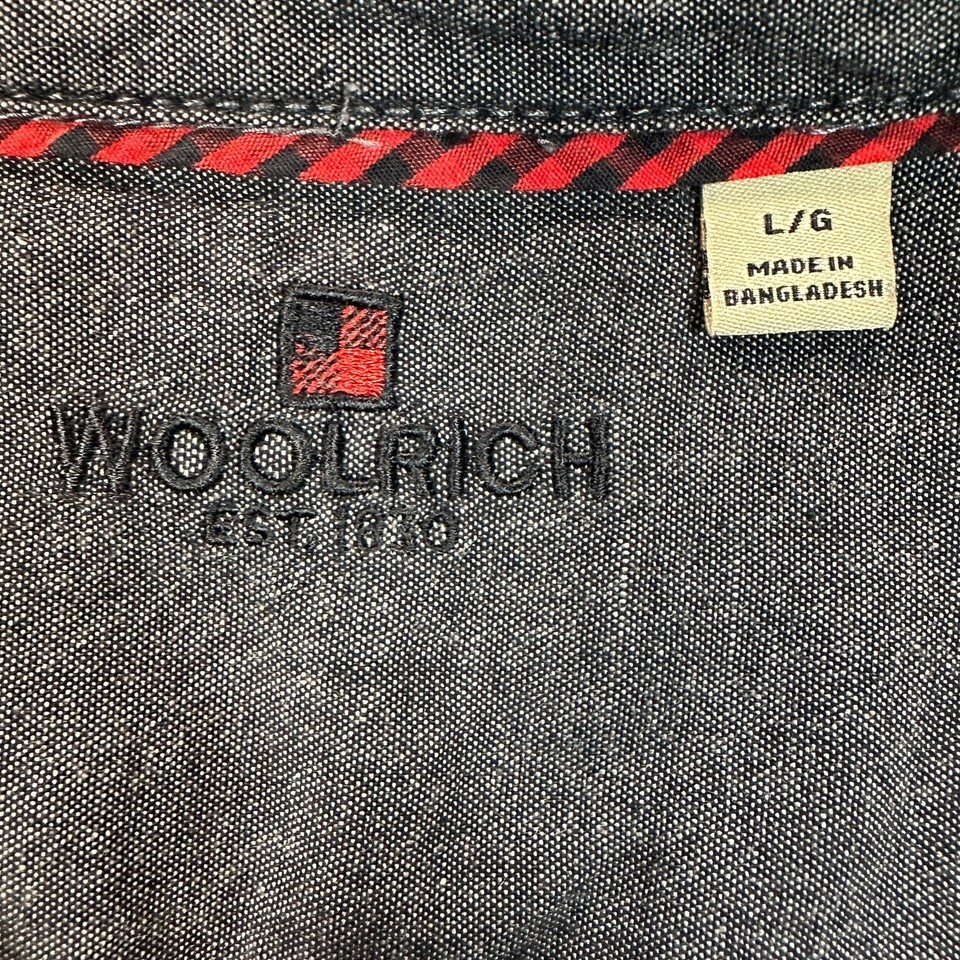 L/G
MADE IN
BANGLADESH
WOOLRICH
EST. 1830